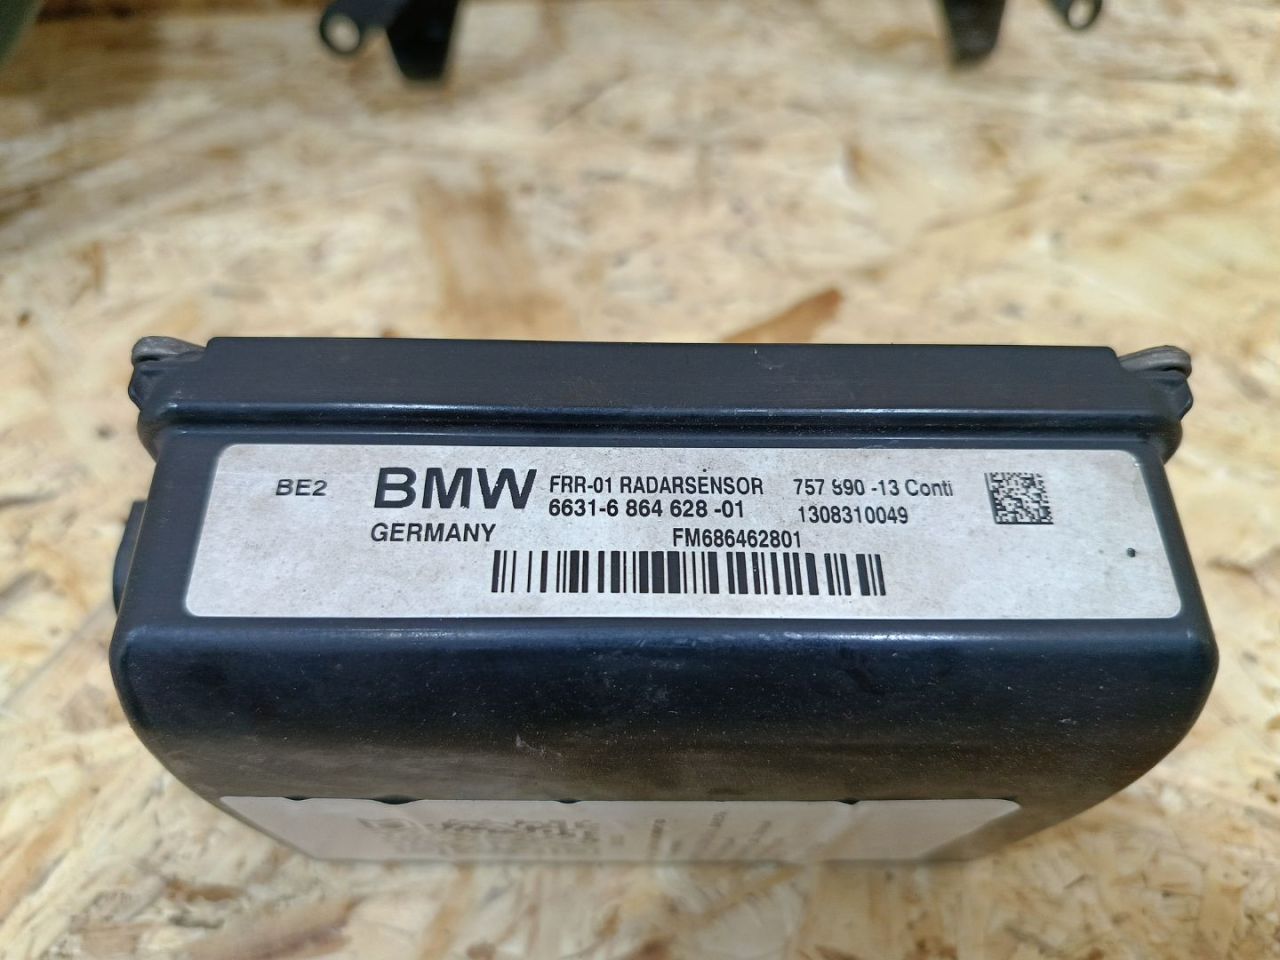 BE2
BMW
GERMANY
FRR-01 RADARSENSOR
6631-6 864 628 -01
FM686462801
757 890 -13 Conti
1308310049